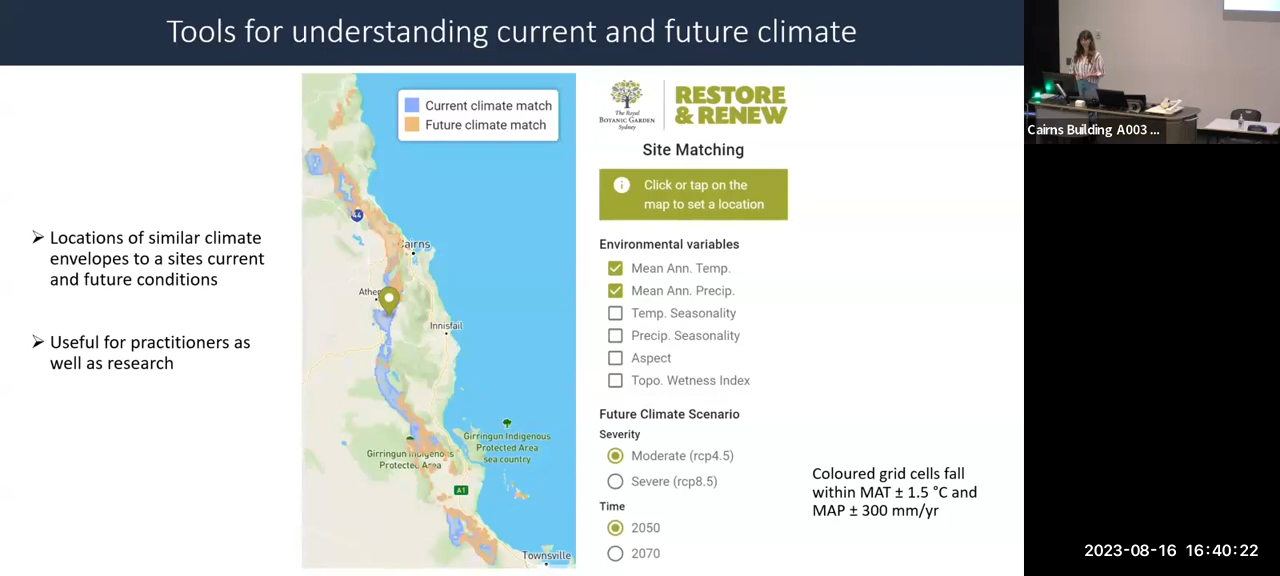 Tools for understanding current and future climate
Locations of similar climate
envelopes to a sites current
and future conditions
Useful for practitioners as
well as research
Current climate match
Future climate match
44
Cairns
Ather
Innisfail
Girringun Indigenous
Protected Area
sea country
Girringun Indigenous
Protected Area
A1
Townsville
The Royal
BOTANIC GARDEN
Sydney
RESTORE
& RENEW
Site Matching
i
Click or tap on the
map to set a location
Environmental variables
Mean Ann. Temp.
Mean Ann. Precip.
Temp. Seasonality
Precip. Seasonality
Aspect
Topo. Wetness Index
Future Climate Scenario
Severity
Moderate (rcp4.5)
Severe (rcp8.5)
Time
2050
2070
Coloured grid cells fall
within MAT ± 1.5 °C and
MAP ± 300 mm/yr
Cairns Building A003 ...
2023-08-16 16:40:22